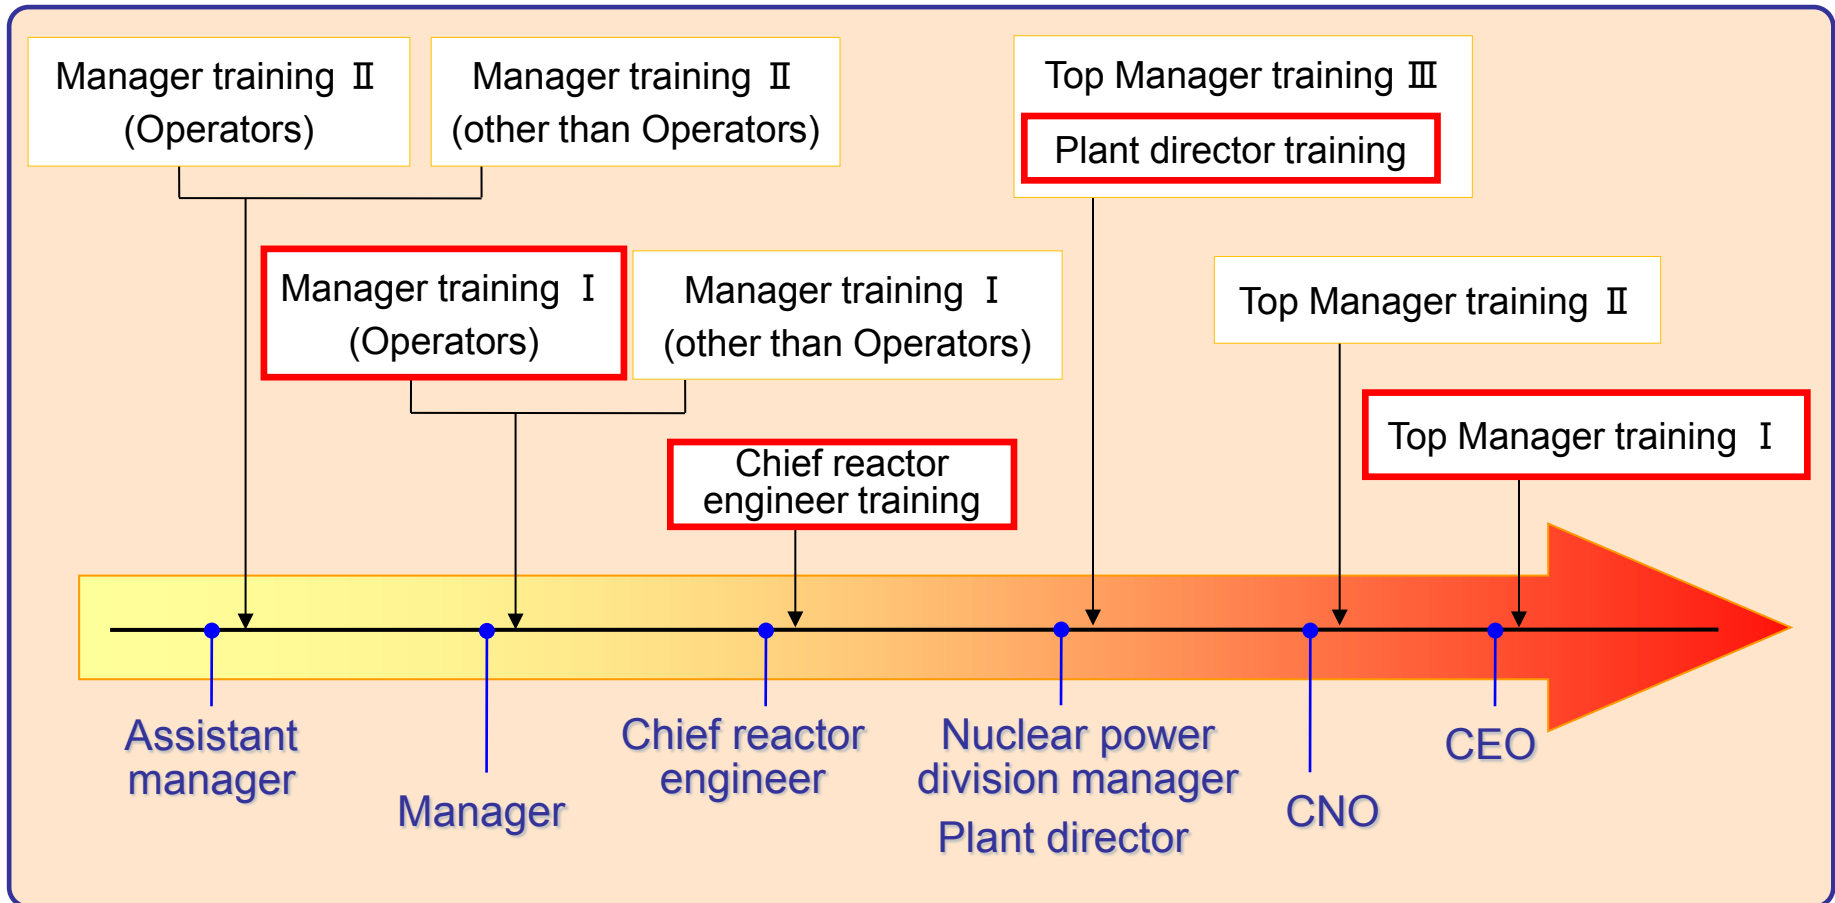 Manager training Ⅱ
(Operators)
Manager training Ⅱ
(other than Operators)
Top Manager training Ⅲ
Plant director training
Manager training Ⅰ
(Operators)
Manager training Ⅰ
(other than Operators)
Top Manager training Ⅱ
Top Manager training Ⅰ
Chief reactor
engineer training
Assistant
manager
Manager
Chief reactor
engineer
Nuclear power
division manager
Plant director
CNO
CEO